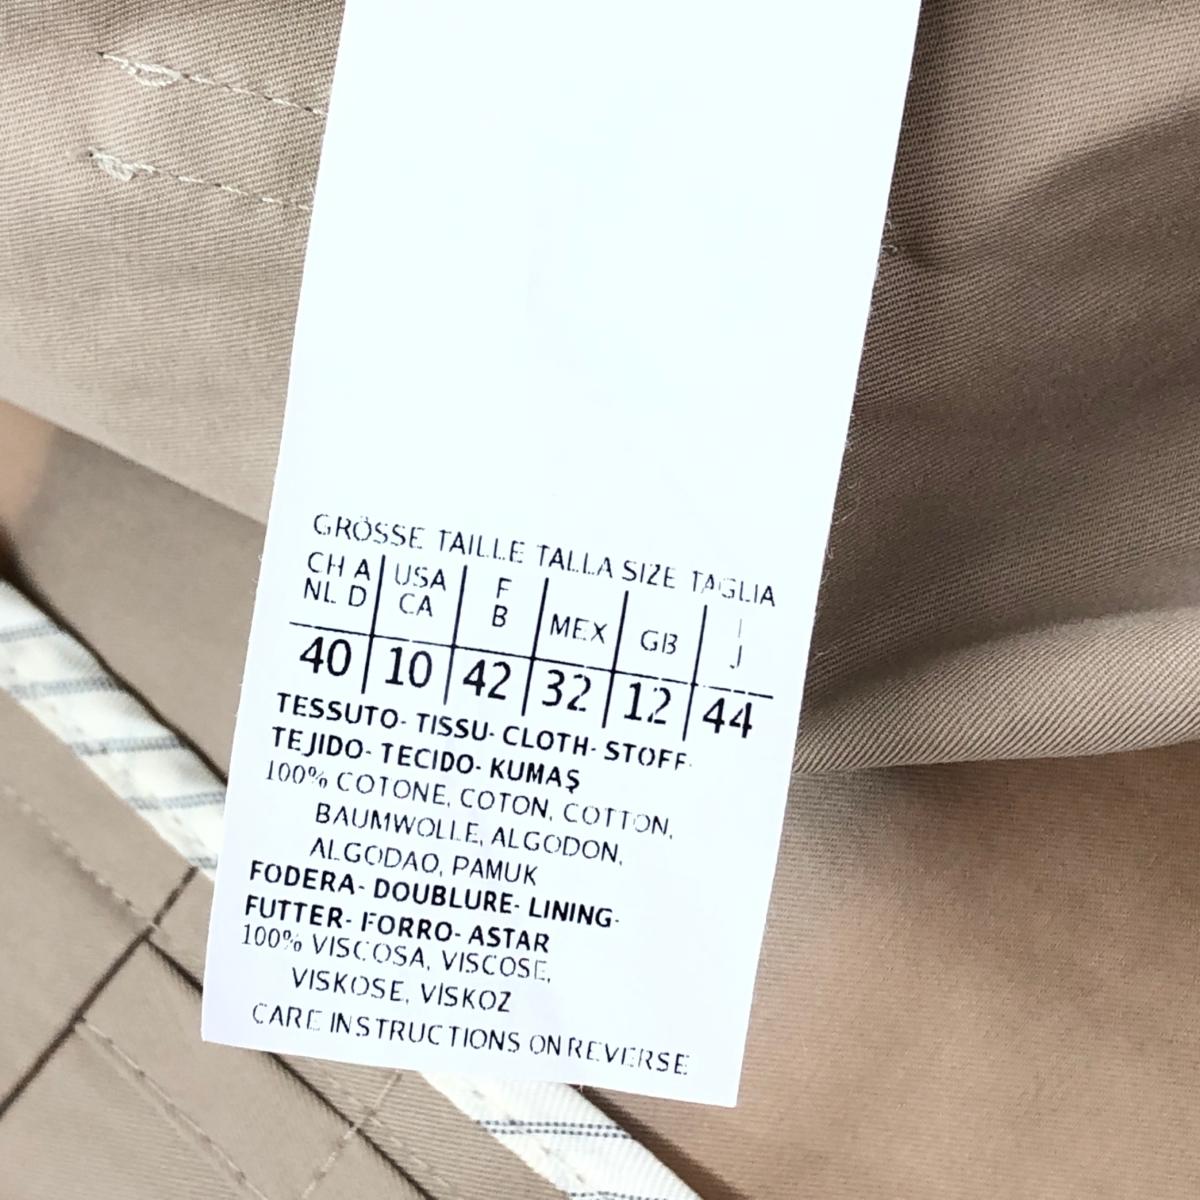 GRÖSSE TAILLE TALLA SIZE TAGLIA
CH A USA F MEX GB I
NL D CA B J
40 10 42 32 12 44
TESSUTO- TISSU- CLOTH- STOFF-
TEJIDO- TECIDO- KUMAŞ
100% COTONE, COTON, COTTON,
BAUMWOLLE, ALGODON,
ALGODAO, PAMUK
FODERA- DOUBLURE- LINING-
FUTTER- FORRO- ASTAR
100% VISCOSA, VISCOSE,
VISKOSE, VISKOZ
CARE INSTRUCTIONS ON REVERSE